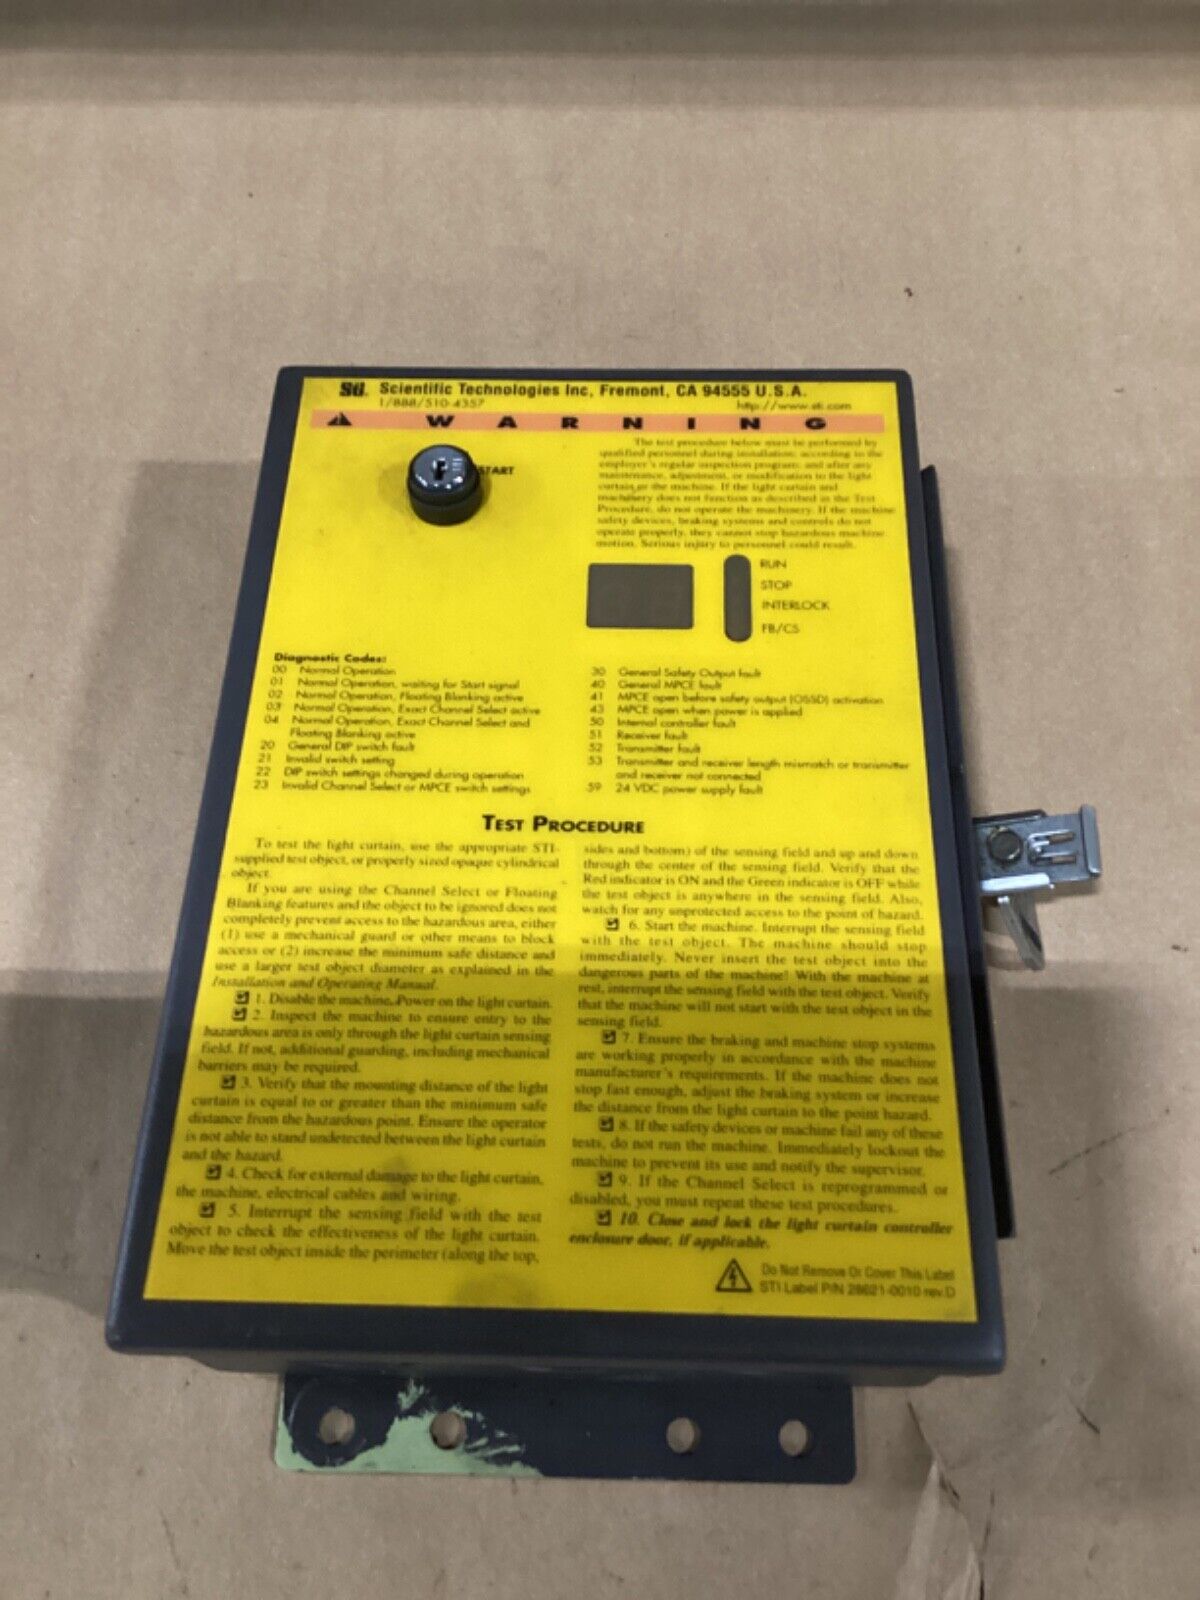 Sti. Scientific Technologies Inc, Fremont, CA 94555 U.S.A.
1/888/510-4357 http://www.sti.com
WARNING
START
The test procedure below must be performed by
qualified personnel during installation; according to the
employer's regular inspection program; and after any
maintenance, adjustment, or modification to the light
curtain or the machine. If the light curtain and
machinery does not function as described in the Test
Procedure, do not operate the machinery. If the machine
safety devices, braking systems and controls do not
operate properly, they cannot stop hazardous machine
motion. Serious injury to personnel could result.
RUN
STOP
INTERLOCK
FB/CS
Diagnostic Codes:
00 Normal Operation
01 Normal Operation, waiting for Start signal
02 Normal Operation, Floating Blanking active
03 Normal Operation, Exact Channel Select active
04 Normal Operation, Exact Channel Select and
Floating Blanking active
20 General DIP switch fault
21 Invalid switch setting
22 DIP switch settings changed during operation
23 Invalid Channel Select or MPCE switch settings
30 General Safety Output fault
40 General MPCE fault
41 MPCE open before safety output (OSSD) activation
43 MPCE open when power is applied
50 Internal controller fault
51 Receiver fault
52 Transmitter fault
53 Transmitter and receiver length mismatch or transmitter
and receiver not connected
59 24 VDC power supply fault
TEST PROCEDURE
To test the light curtain, use the appropriate STI-
supplied test object, or properly sized opaque cylindrical
object.
If you are using the Channel Select or Floating
Blanking features and the object to be ignored does not
completely prevent access to the hazardous area, either
(1) use a mechanical guard or other means to block
access or (2) increase the minimum safe distance and
use a larger test object diameter as explained in the
Installation and Operating Manual.
1. Disable the machine. Power on the light curtain.
2. Inspect the machine to ensure entry to the
hazardous area is only through the light curtain sensing
field. If not, additional guarding, including mechanical
barriers may be required.
3. Verify that the mounting distance of the light
curtain is equal to or greater than the minimum safe
distance from the hazardous point. Ensure the operator
is not able to stand undetected between the light curtain
and the hazard.
4. Check for external damage to the light curtain,
the machine, electrical cables and wiring.
5. Interrupt the sensing field with the test
object to check the effectiveness of the light curtain.
Move the test object inside the perimeter (along the top,
sides and bottom) of the sensing field and up and down
through the center of the sensing field. Verify that the
Red indicator is ON and the Green indicator is OFF while
the test object is anywhere in the sensing field. Also,
watch for any unprotected access to the point of hazard.
6. Start the machine. Interrupt the sensing field
with the test object. The machine should stop
immediately. Never insert the test object into the
dangerous parts of the machine! With the machine at
rest, interrupt the sensing field with the test object. Verify
that the machine will not start with the test object in the
sensing field.
7. Ensure the braking and machine stop systems
are working properly in accordance with the machine
manufacturer's requirements. If the machine does not
stop fast enough, adjust the braking system or increase
the distance from the light curtain to the point hazard.
8. If the safety devices or machine fail any of these
tests, do not run the machine. Immediately lockout the
machine to prevent its use and notify the supervisor.
9. If the Channel Select is reprogrammed or
disabled, you must repeat these test procedures.
10. Close and lock the light curtain controller
enclosure door, if applicable.
Do Not Remove Or Cover This Label
STI Label P/N 28621-0010 rev.D